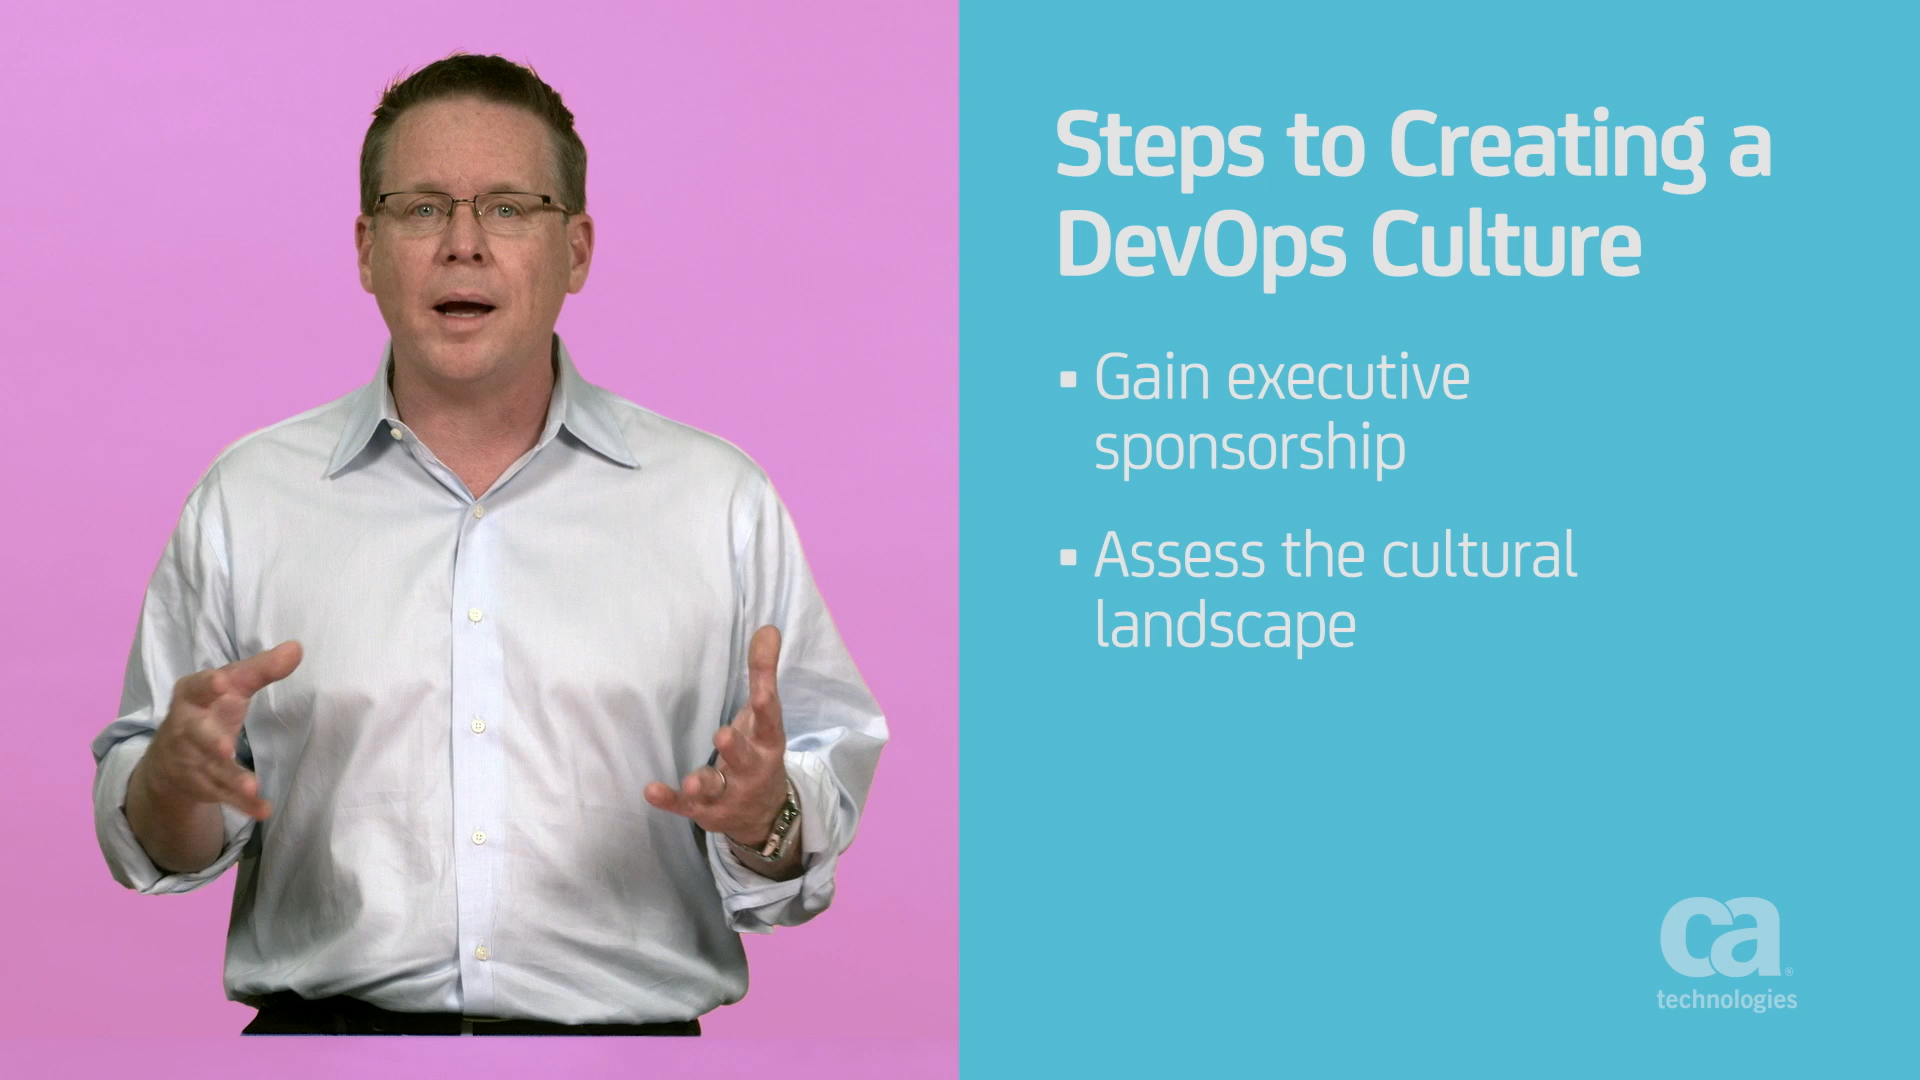 Steps to Creating a
DevOps Culture
▪ Gain executive
sponsorship
▪ Assess the cultural
landscape
ca®
technologies